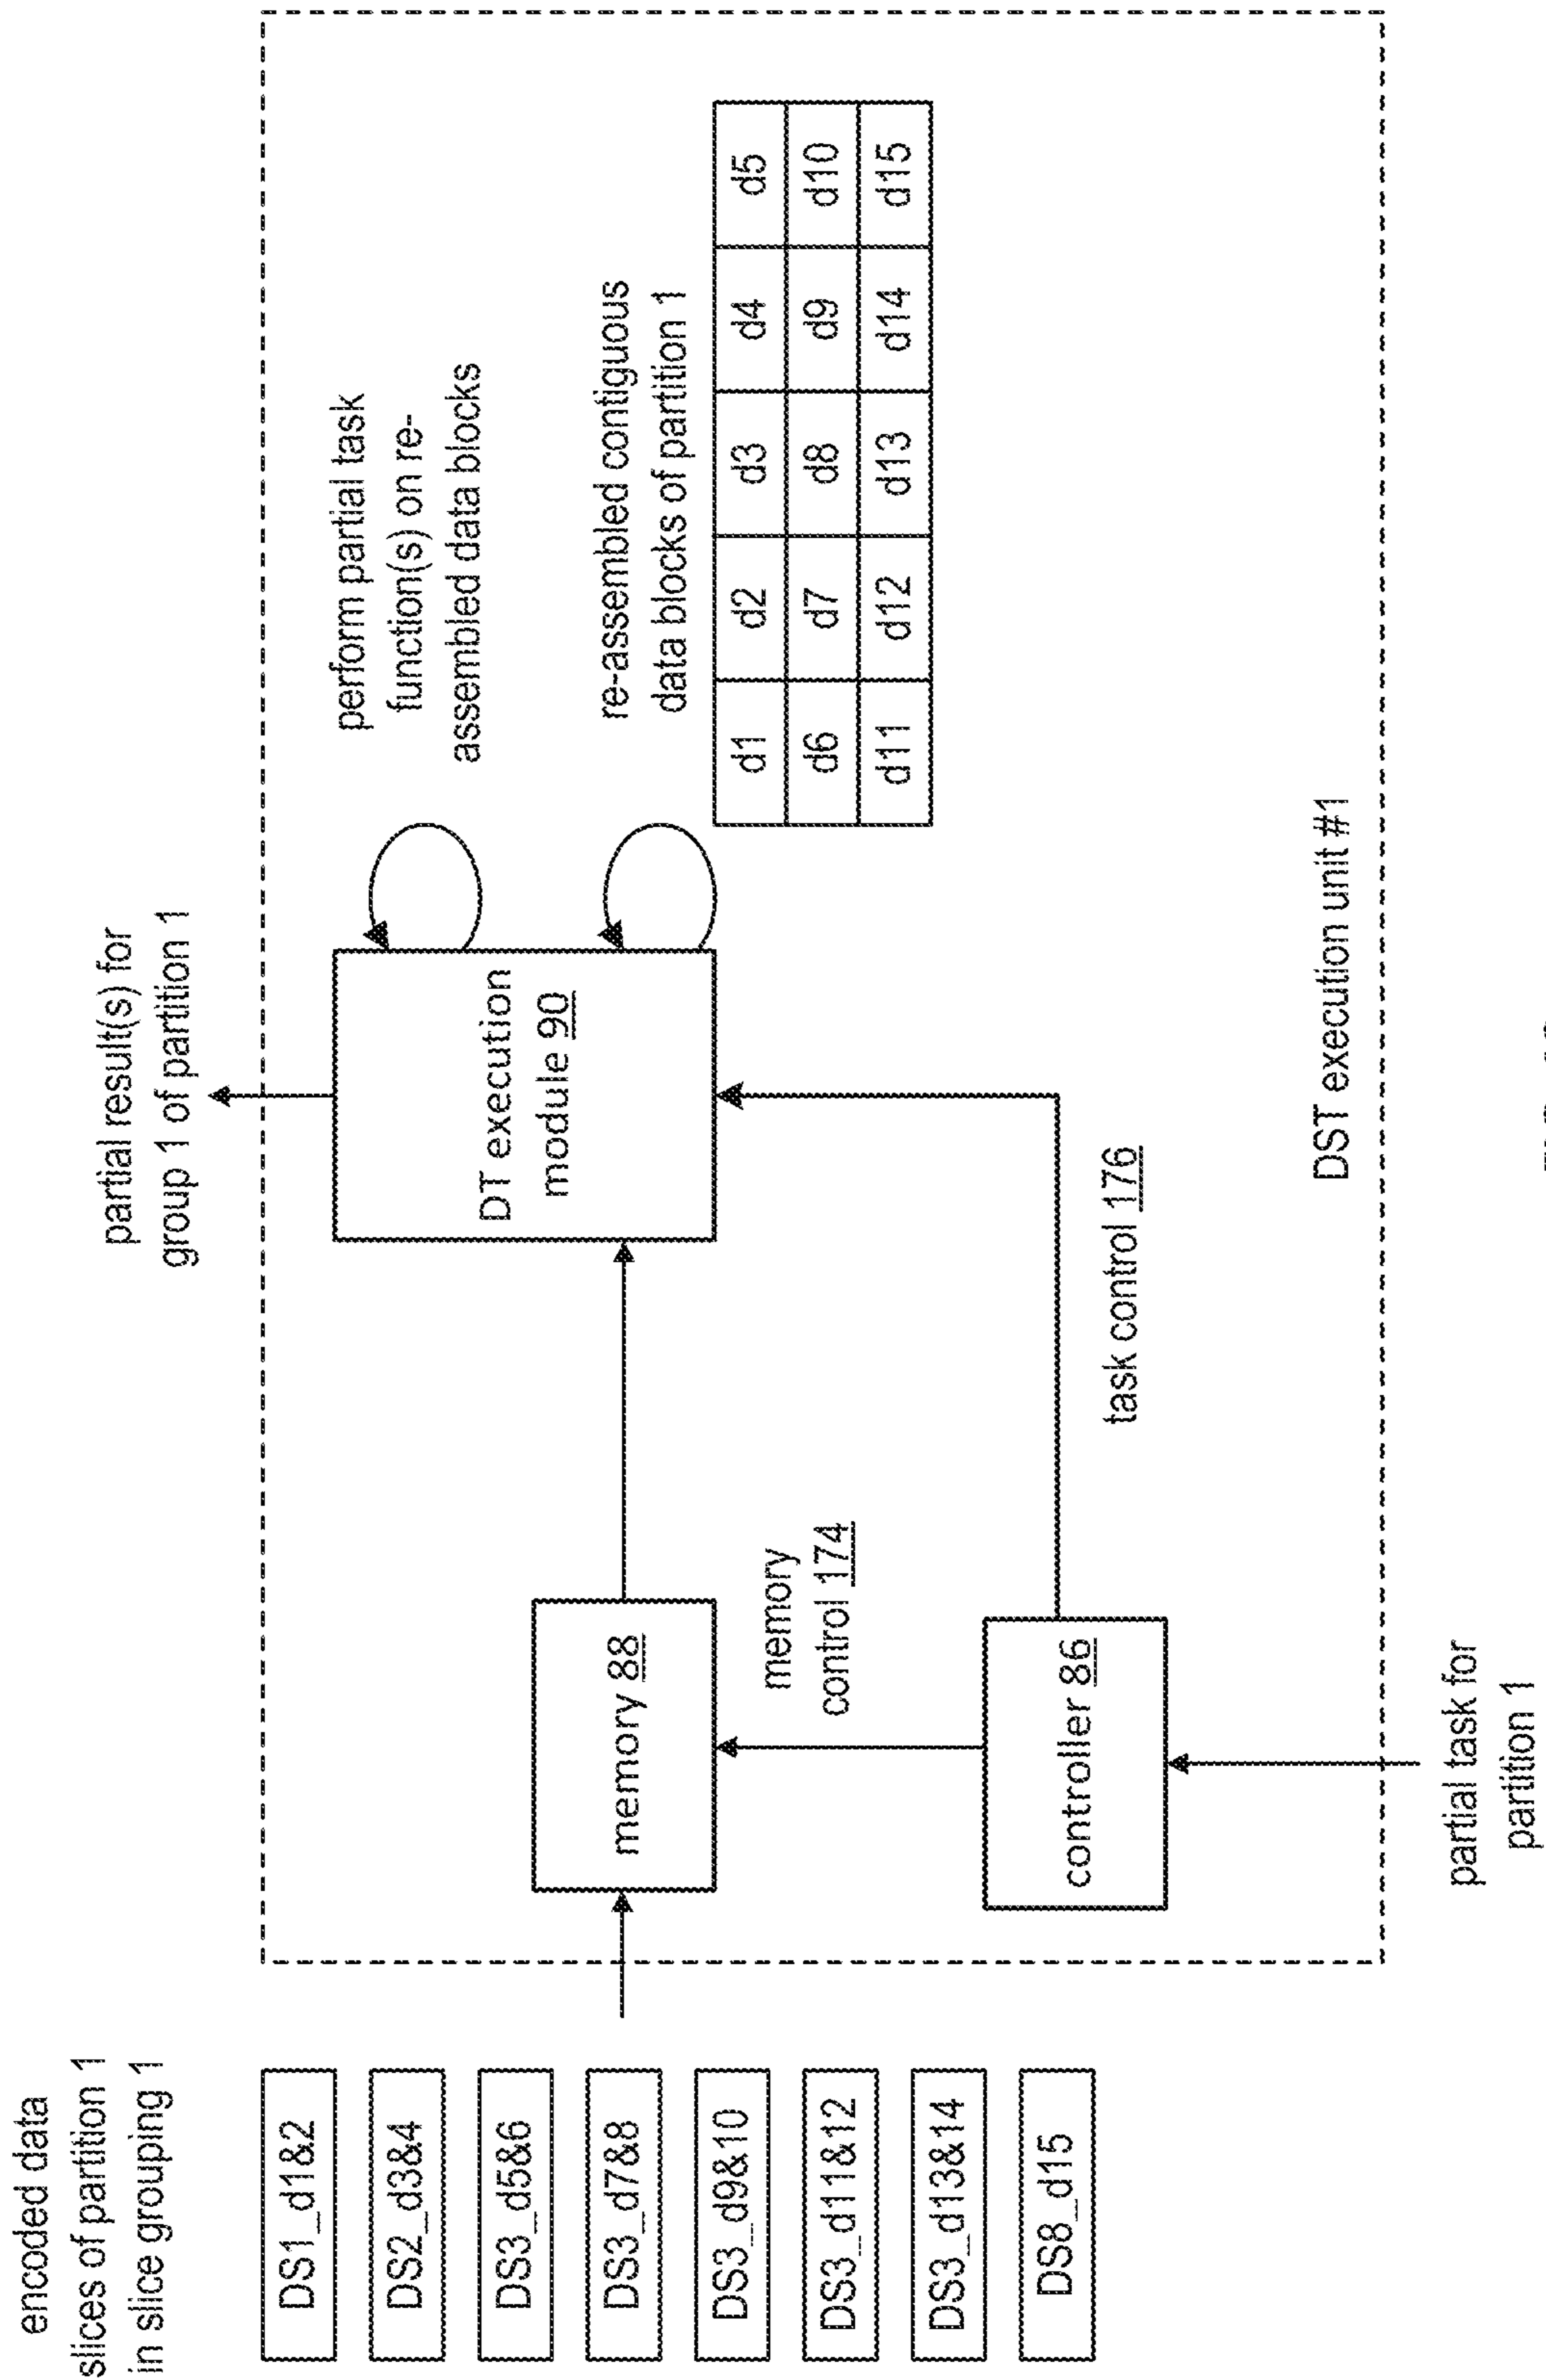 encoded data
slices of partition 1
in slice grouping 1
DS1_d1&2
DS2_d3&4
DS3_d5&6
DS3_d7&8
DS3_d9&10
DS3_d11&12
DS3_d13&14
DS8_d15
partial result(s) for
group 1 of partition 1
memory 88
memory
control 174
controller 86
partial task for
partition 1
DT execution
module 90
task control 176
perform partial task
function(s) on re-
assembled data blocks
re-assembled contiguous
data blocks of partition 1
d1 d2 d3 d4 d5
d6 d7 d8 d9 d10
d11 d12 d13 d14 d15
DST execution unit #1